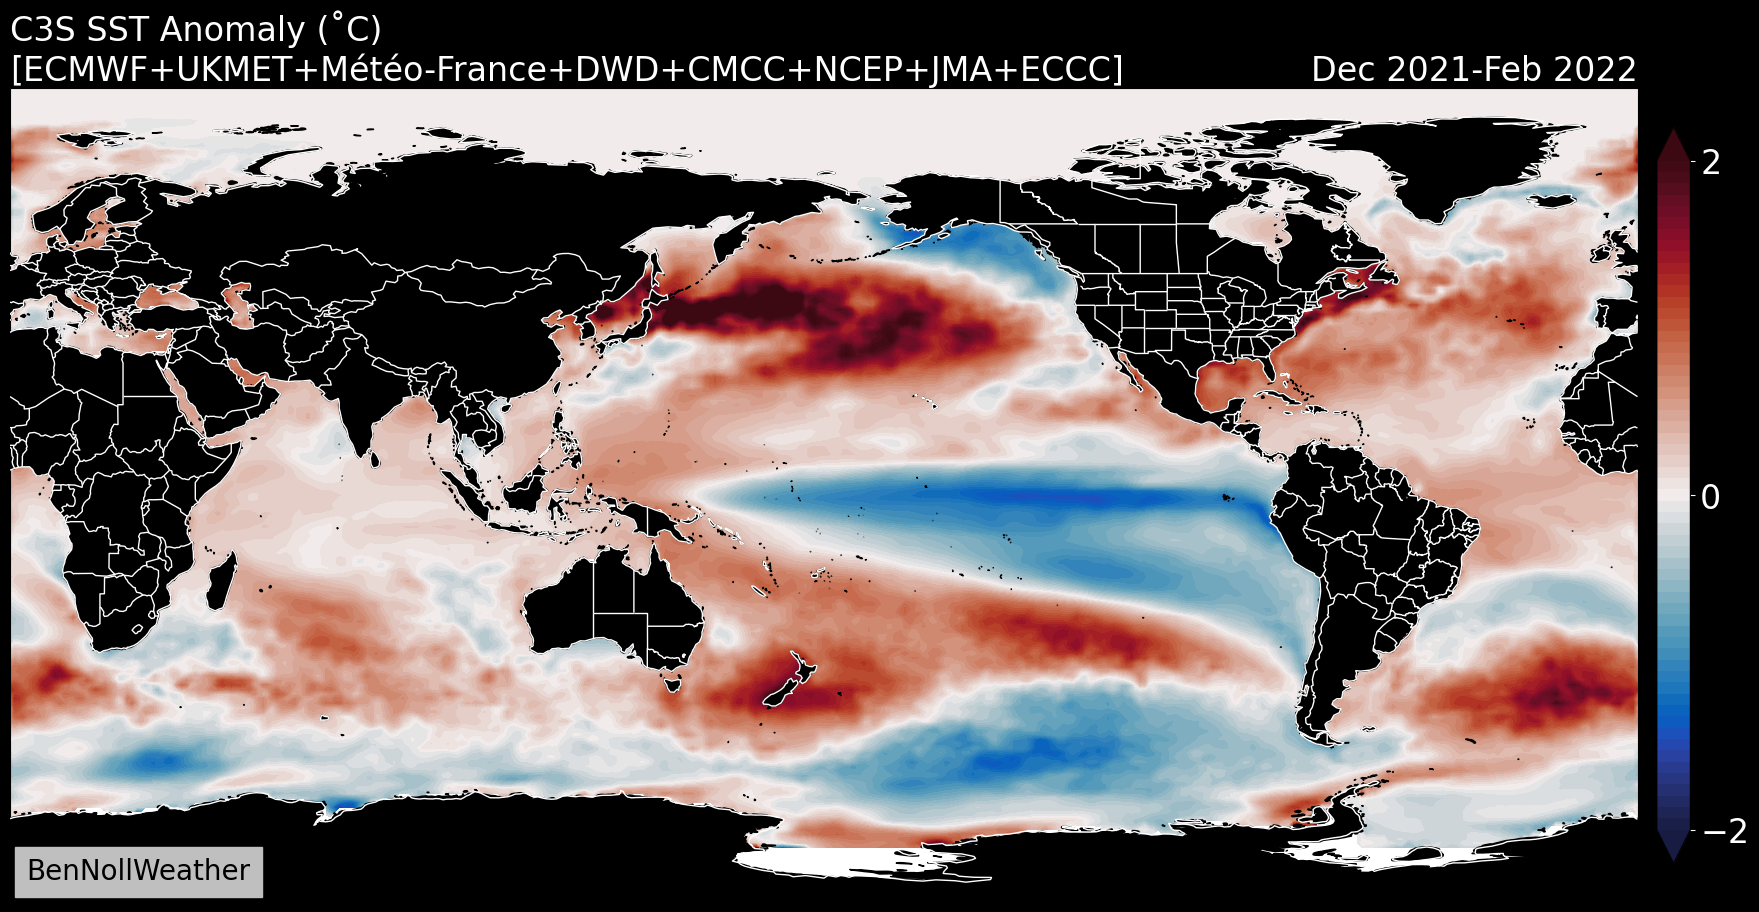 C3S SST Anomaly (˚C)
[ECMWF+UKMET+Météo-France+DWD+CMCC+NCEP+JMA+ECCC] Dec 2021-Feb 2022
2
0
−2
BenNollWeather